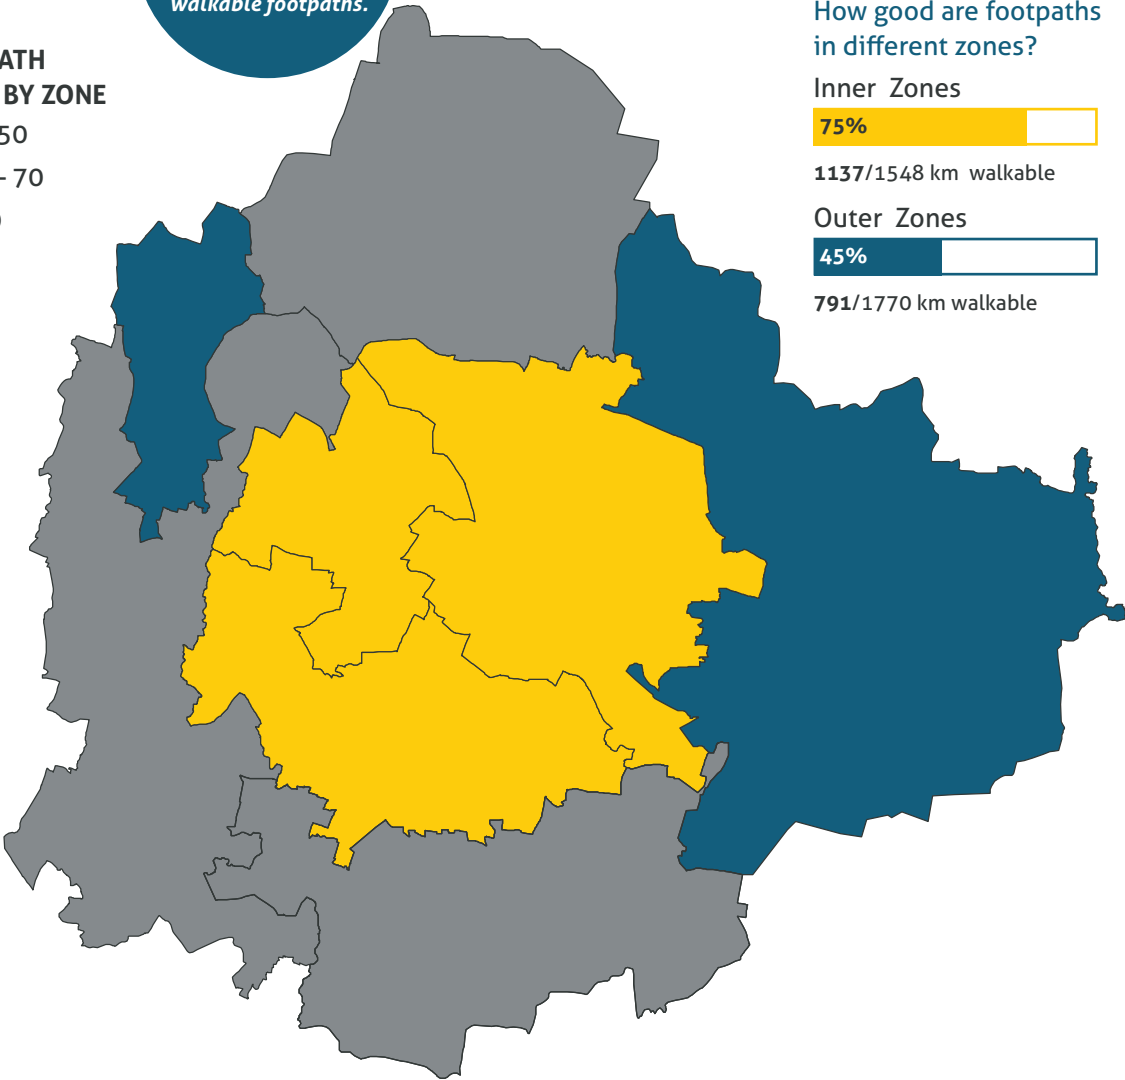 walkable footpaths.
ATH
BY ZONE
50
- 70
How good are footpaths
in different zones?
Inner Zones
75%
1137/1548 km walkable
Outer Zones
45%
791/1770 km walkable